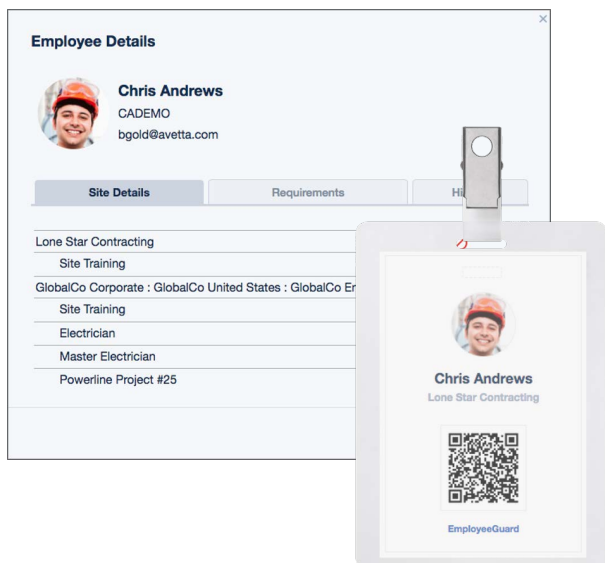 ×
Employee Details
Chris Andrews
CADEMO
bgold@avetta.com
Site Details
Requirements
Lone Star Contracting
Site Training
GlobalCo Corporate : GlobalCo United States : GlobalCo
Site Training
Electrician
Master Electrician
Powerline Project #25
Chris Andrews
Lone Star Contracting
EmployeeGuard